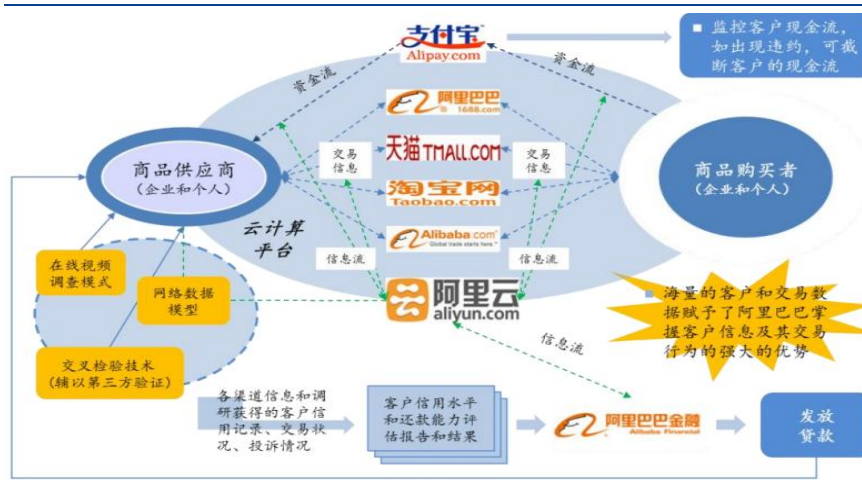 支付宝
Alipay.com
■ 监控客户现金流，
如出现违约，可截
断客户的现金流
资金流
资金流
阿里巴巴
1688.com
天猫 TMALL.COM
淘宝网
Taobao.com
Alibaba.com®
Global trade starts here.™
交易
信息
交易
信息
商品供应商
(企业和个人)
商品购买者
(企业和个人)
云计算
平台
信息流
信息流
阿里云
aliyun.com
在线视频
调查模式
网络数据
模型
交叉检验技术
(辅以第三方验证)
■ 海量的客户和交易数
据赋予了阿里巴巴掌
握客户信息及其交易
行为的强大的优势
信息流
各渠道信息和调
研获得的客户信
用记录、交易状
况、投诉情况
客户信用水平
和还款能力评
估报告和结果
阿里巴巴金融
Alibaba Financial
发放
贷款